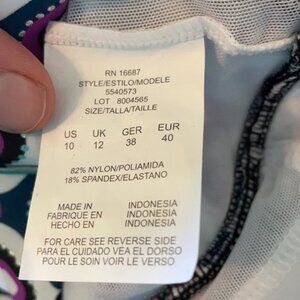 RN 16687
STYLE/ESTILO/MODELE
5540573
LOT 8004565
SIZE/TALLA/TAILLE
US UK GER EUR
10 12 38 40
82% NYLON/POLIAMIDA
18% SPANDEX/ELASTANO
MADE IN INDONESIA
FABRIQUE EN INDONESIA
HECHO EN INDONESIA
FOR CARE SEE REVERSE SIDE
PARA EL CUIDADO VEA EL DORSO
POUR LE SOIN VOIR LE VERSO